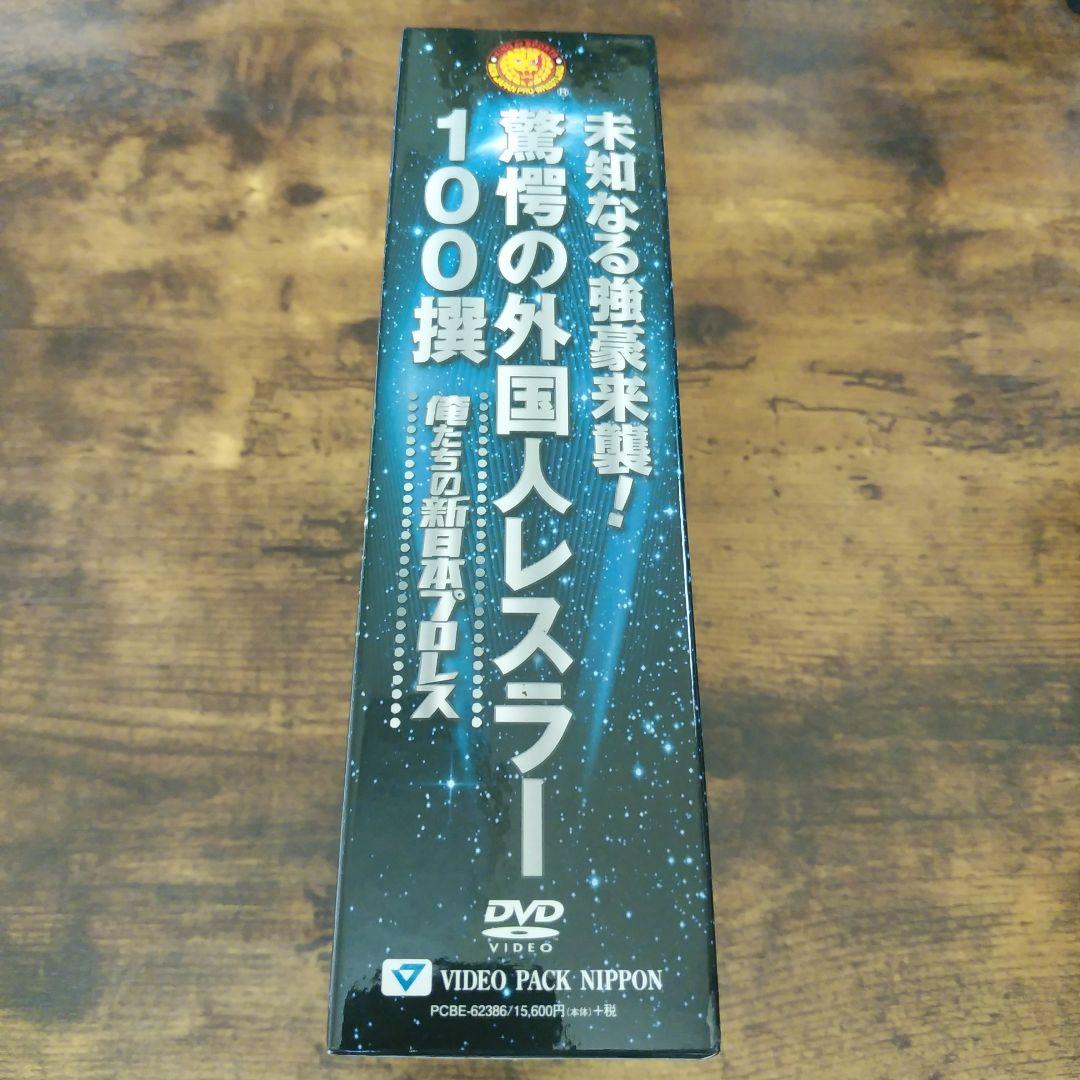 未知なる強豪来襲!
驚愕の外国人レスラー
100撰
俺たちの新日本プロレス
DVD
VIDEO
VIDEO PACK NIPPON
PCBE-62386/15,600円(本体)+税